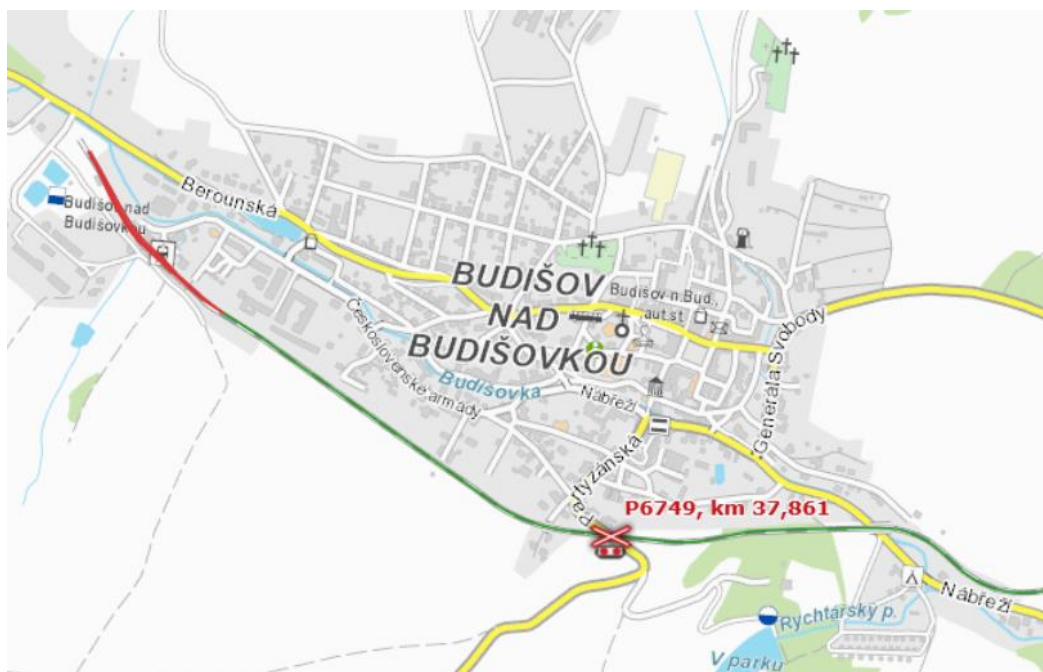 Berounská
Budišov nad
Budišovkou
BUDIŠOV
NAD
BUDIŠOVKOU
Budišov n.Bud.,
aut.st
Generála Svobody
Československé armády
Budišovka
Nábřeží
Partyzánská
P6749, km 37,861
Nábřeží
Rychtářský p.
V parku